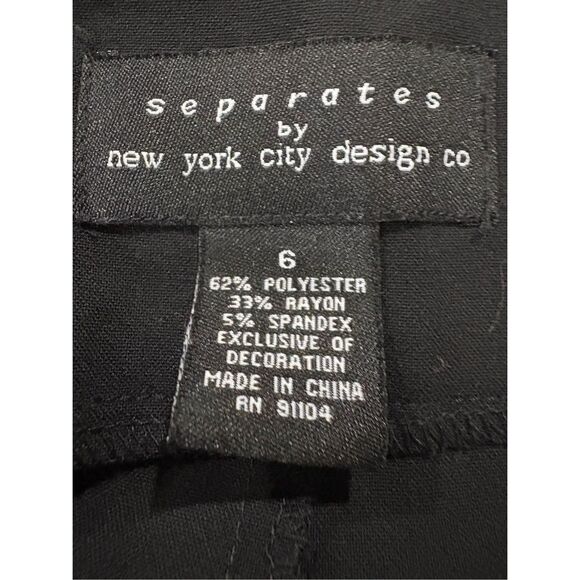 separates
by
new york city design co
6
62% POLYESTER
33% RAYON
5% SPANDEX
EXCLUSIVE OF
DECORATION
MADE IN CHINA
RN 91104